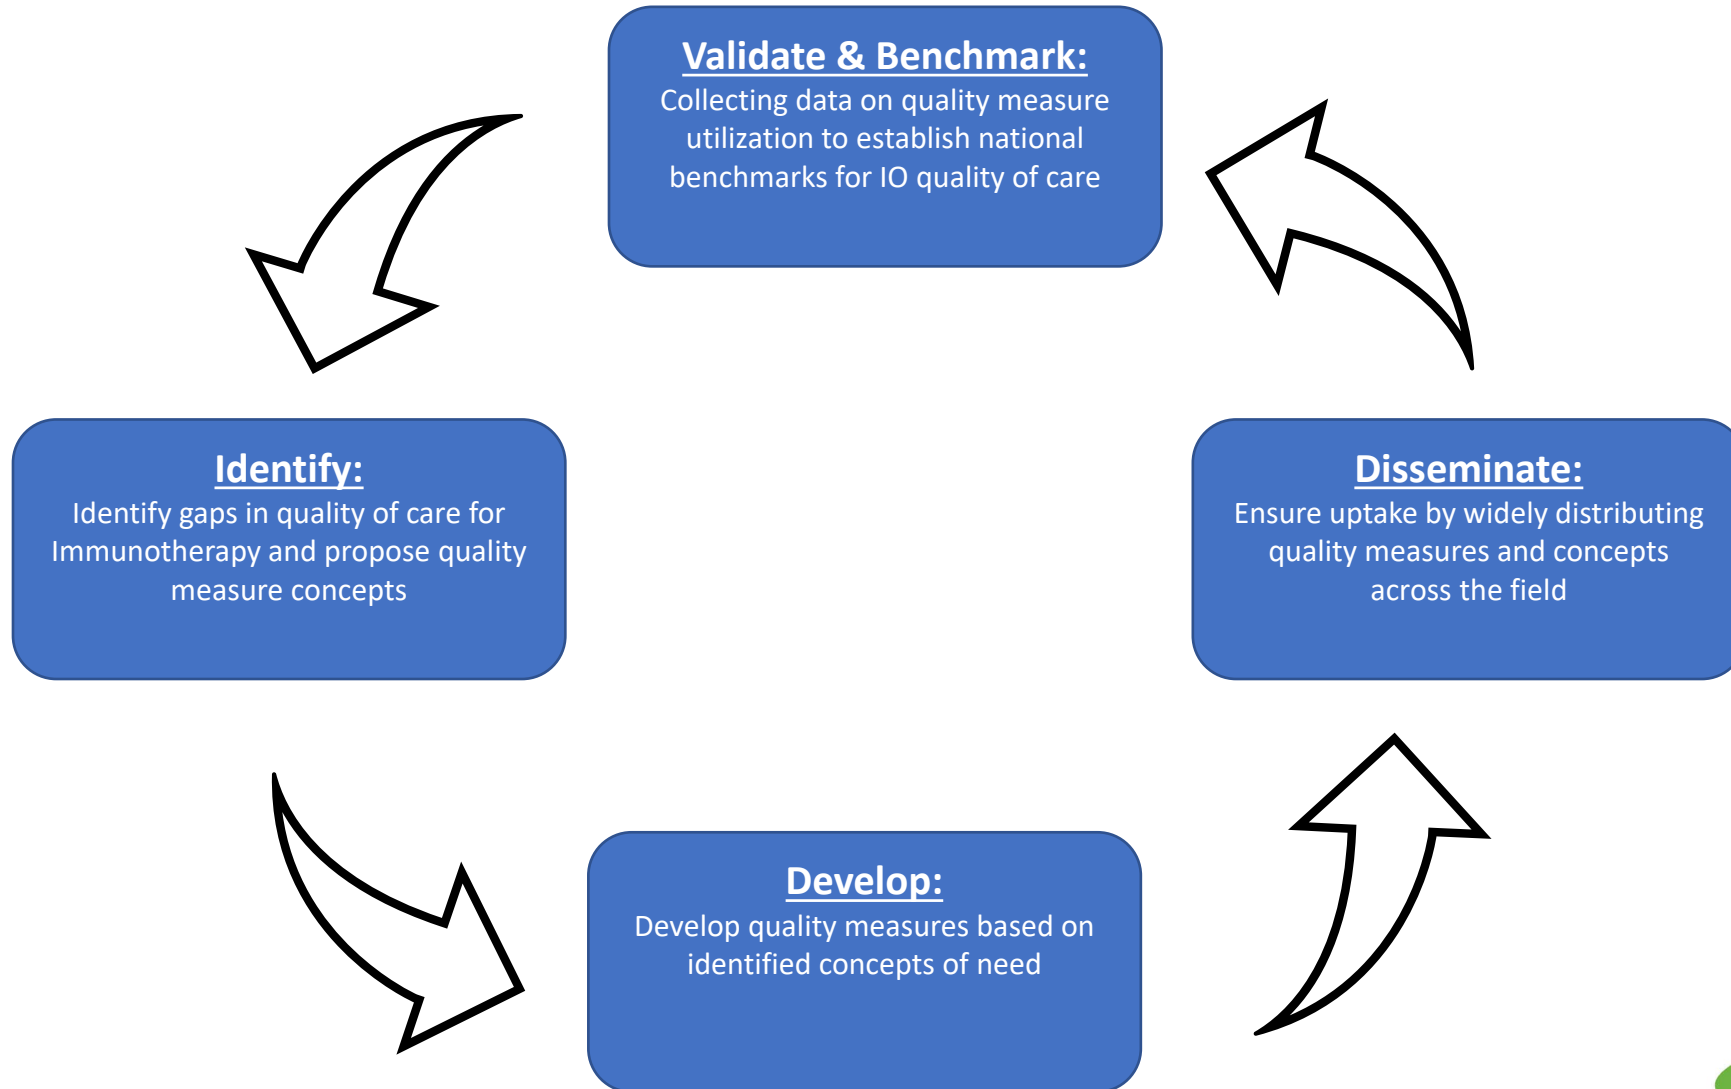 Validate & Benchmark:
Collecting data on quality measure
utilization to establish national
benchmarks for IO quality of care
Identify:
Identify gaps in quality of care for
Immunotherapy and propose quality
measure concepts
Disseminate:
Ensure uptake by widely distributing
quality measures and concepts
across the field
Develop:
Develop quality measures based on
identified concepts of need